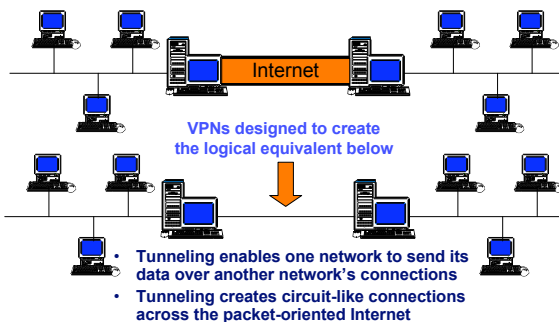 Internet
VPNs designed to create
the logical equivalent below
• Tunneling enables one network to send its
data over another network's connections
• Tunneling creates circuit-like connections
across the packet-oriented Internet